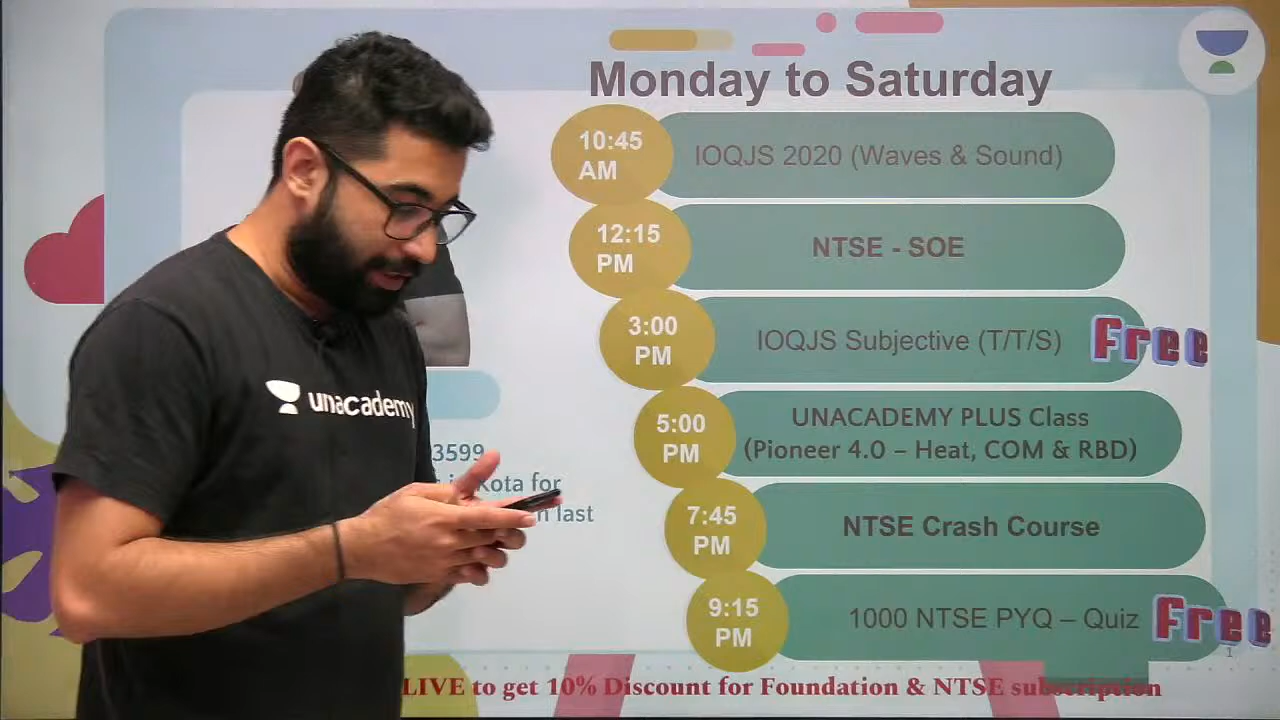 Monday to Saturday
10:45
AM
IOQJS 2020 (Waves & Sound)
12:15
PM
NTSE - SOE
3:00
PM
IOQJS Subjective (T/T/S)
Free
5:00
PM
UNACADEMY PLUS Class
(Pioneer 4.0 – Heat, COM & RBD)
7:45
PM
NTSE Crash Course
9:15
PM
1000 NTSE PYQ – Quiz
Free
1
unacademy
3599
Kota for
last
LIVE to get 10% Discount for Foundation & NTSE subscription